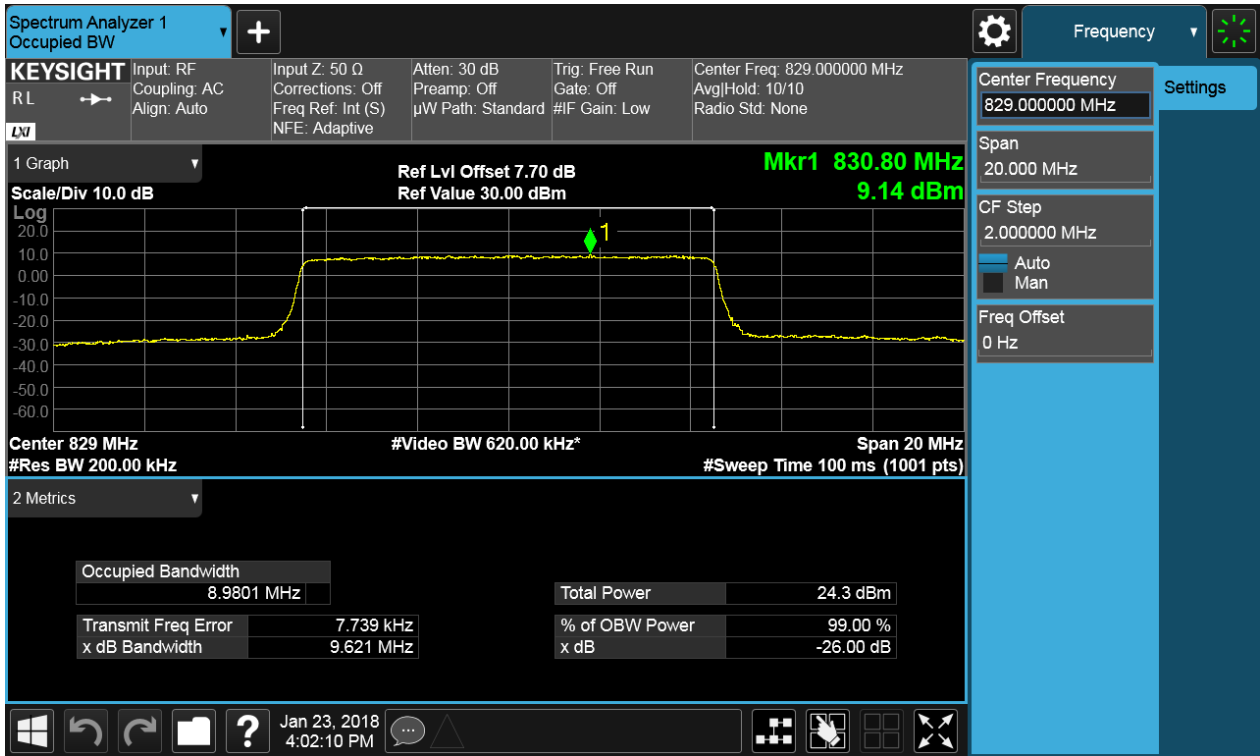 Spectrum Analyzer 1
Occupied BW
+
Frequency
KEYSIGHT
R L
LXI
Input: RF
Coupling: AC
Align: Auto
Input Z: 50 Ω
Corrections: Off
Freq Ref: Int (S)
NFE: Adaptive
Atten: 30 dB
Preamp: Off
µW Path: Standard
Trig: Free Run
Gate: Off
#IF Gain: Low
Center Freq: 829.000000 MHz
Avg|Hold: 10/10
Radio Std: None
Center Frequency
829.000000 MHz
Settings
Span
20.000 MHz
CF Step
2.000000 MHz
Auto
Man
Freq Offset
0 Hz
1 Graph
Scale/Div 10.0 dB
Ref Lvl Offset 7.70 dB
Ref Value 30.00 dBm
Mkr1 830.80 MHz
9.14 dBm
Log
20.0
10.0
0.00
-10.0
-20.0
-30.0
-40.0
-50.0
-60.0
1
Center 829 MHz
#Video BW 620.00 kHz*
Span 20 MHz
#Res BW 200.00 kHz
#Sweep Time 100 ms (1001 pts)
2 Metrics
Occupied Bandwidth
8.9801 MHz
Total Power 24.3 dBm
Transmit Freq Error 7.739 kHz
% of OBW Power 99.00 %
x dB Bandwidth 9.621 MHz
x dB -26.00 dB
?
Jan 23, 2018
4:02:10 PM